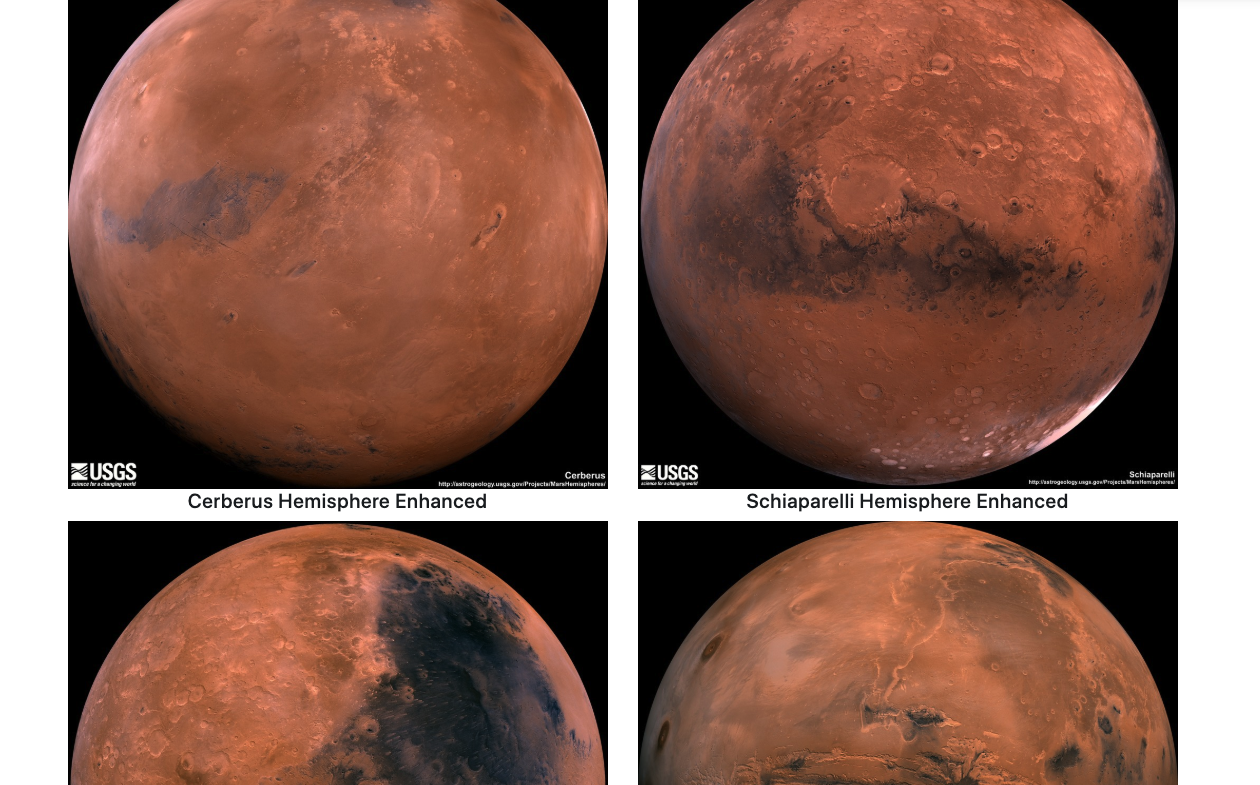 USGS
science for a changing world
Cerberus
http://astrogeology.usgs.gov/Projects/MarsHemispheres/
Cerberus Hemisphere Enhanced
USGS
science for a changing world
Schiaparelli
http://astrogeology.usgs.gov/Projects/MarsHemispheres/
Schiaparelli Hemisphere Enhanced